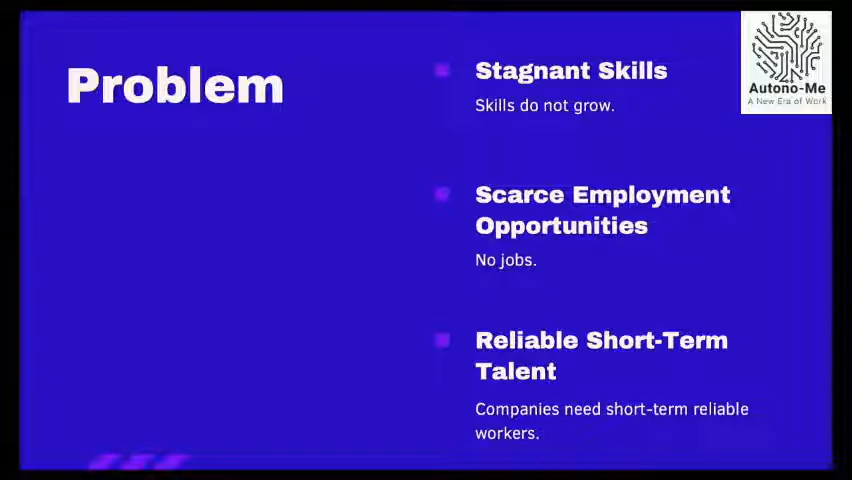 Problem
Stagnant Skills
Skills do not grow.
Scarce Employment
Opportunities
No jobs.
Reliable Short-Term
Talent
Companies need short-term reliable
workers.
Autono-Me
A New Era of Work